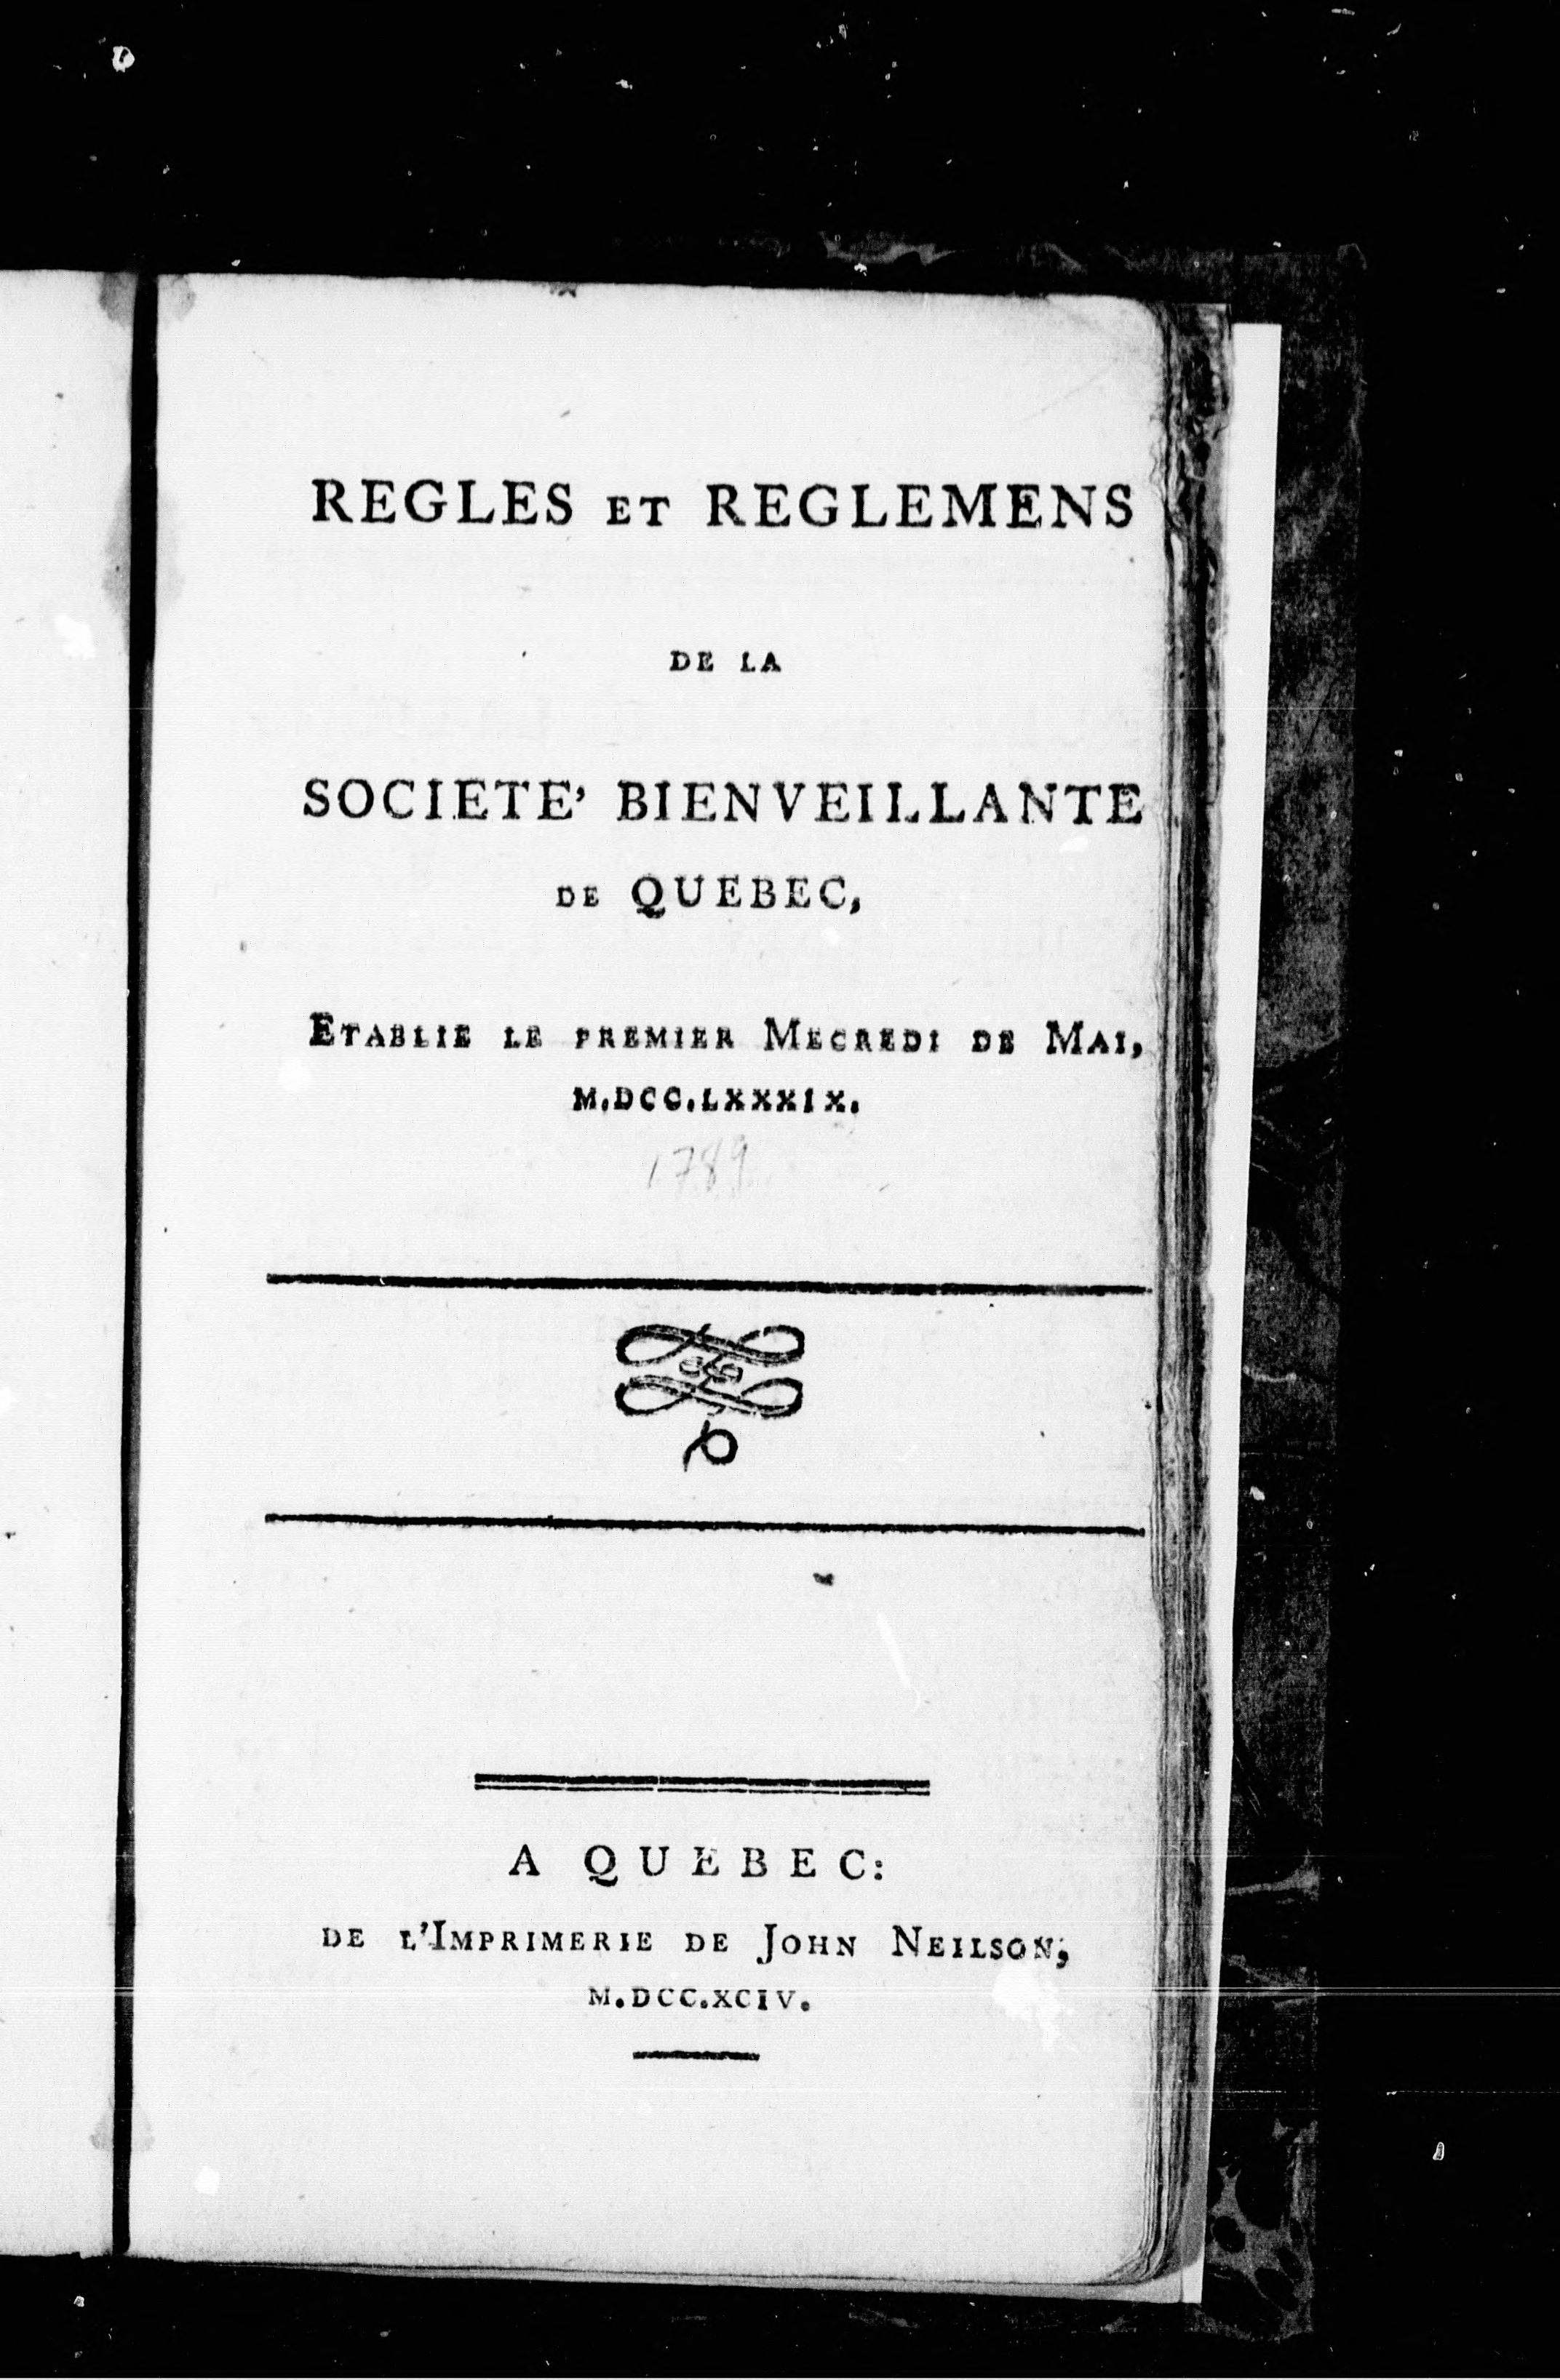 REGLES ET REGLEMENS
DE LA
SOCIETE' BIENVEILLANTE
DE QUEBEC,
ETABLIE LE PREMIER MECREDI DE MAI,
M.DCC.LXXXIX.
1789
A QUEBEC:
DE L'IMPRIMERIE DE JOHN NEILSON,
M.DCC.XCIV.